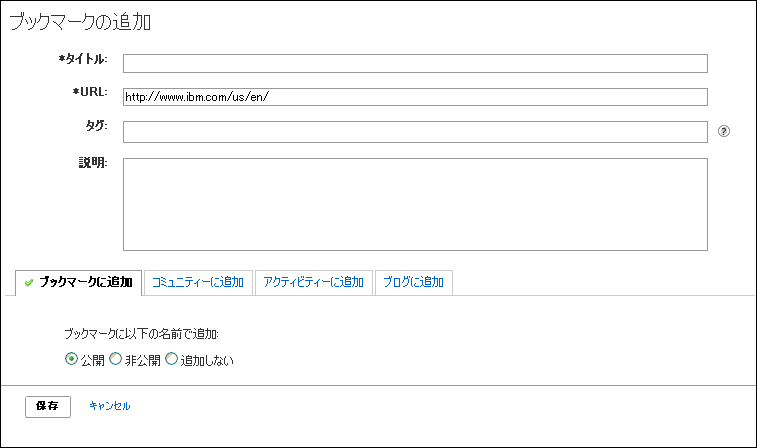 ブックマークの追加
*タイトル:
*URL: http://www.ibm.com/us/en/
タグ: ?
説明:
ブックマークに追加 コミュニティーに追加 アクティビティーに追加 ブログに追加
ブックマークに以下の名前で追加:
公開 非公開 追加しない
保存 キャンセル